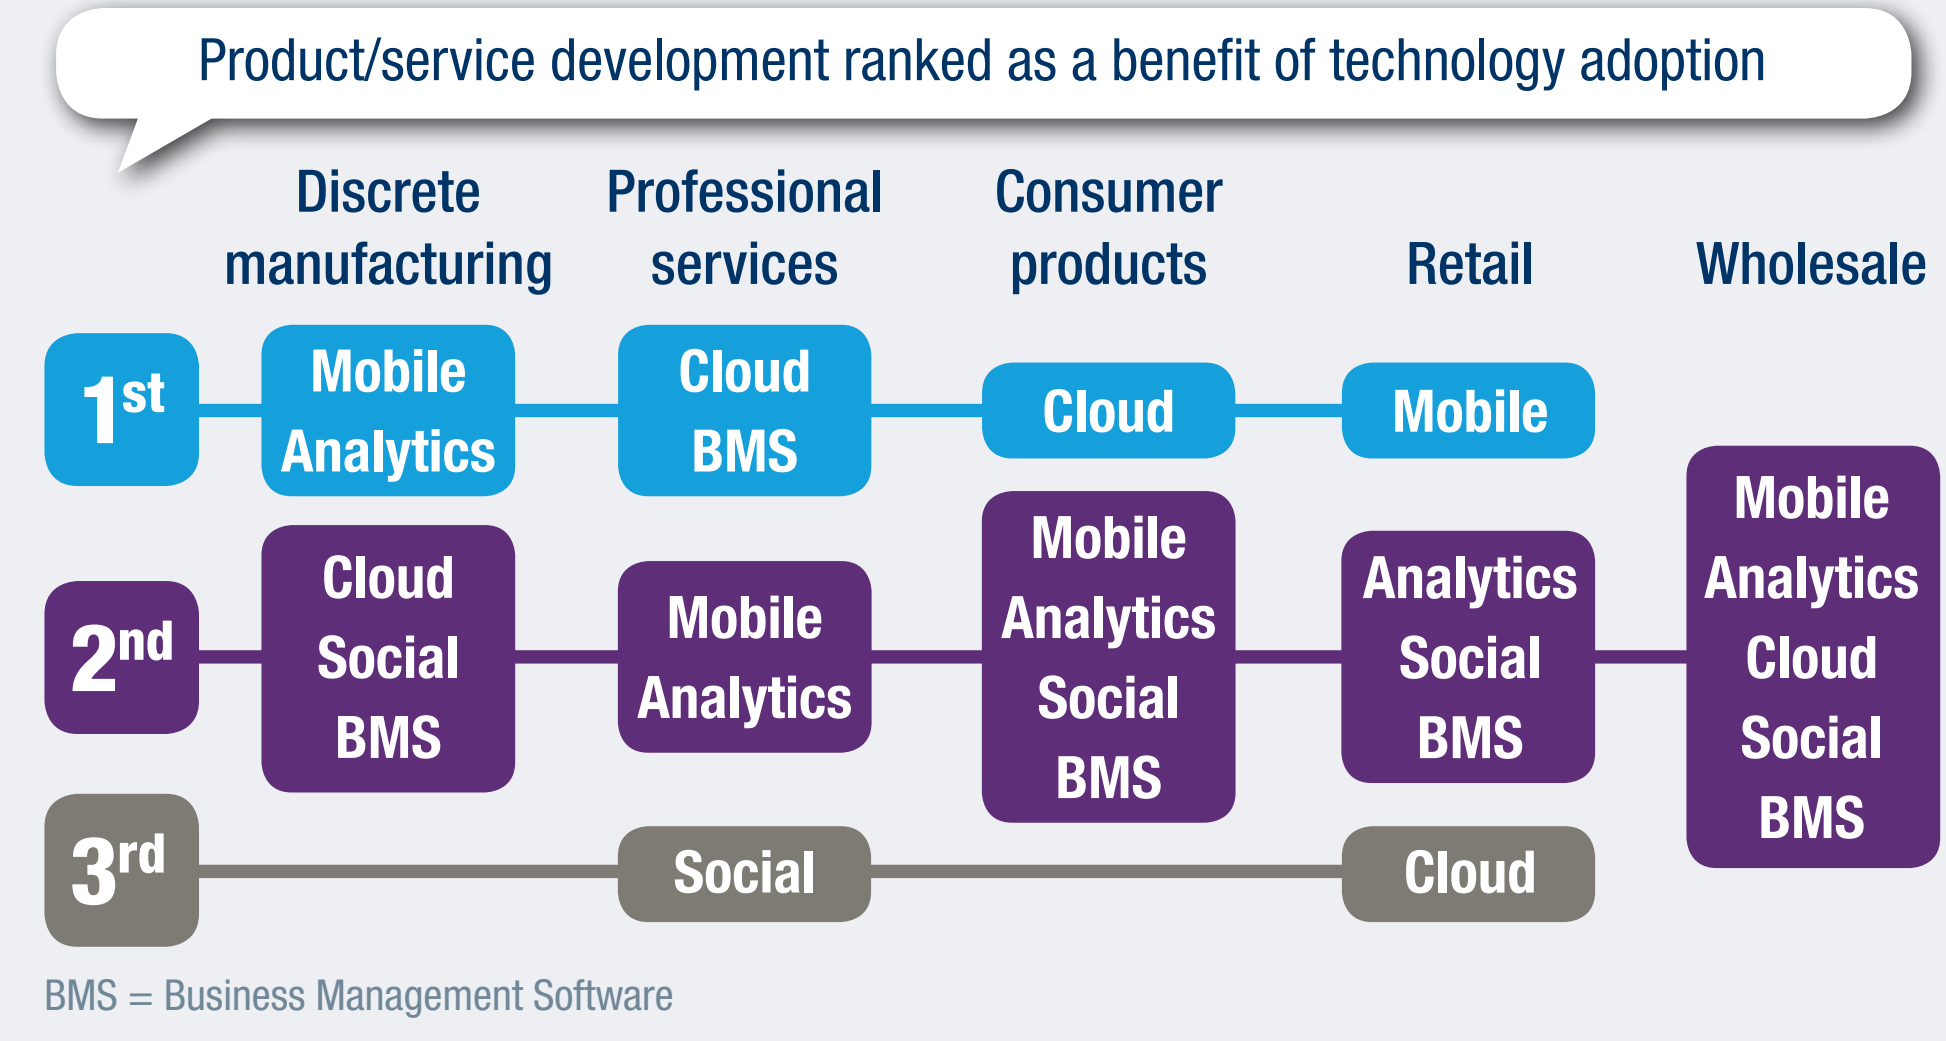 Product/service development ranked as a benefit of technology adoption
Discrete
manufacturing
Professional
services
Consumer
products
Retail
Wholesale
1st
Mobile
Analytics
Cloud
BMS
Cloud
Mobile
2nd
Cloud
Social
BMS
Mobile
Analytics
Mobile
Analytics
Social
BMS
Analytics
Social
BMS
Mobile
Analytics
Cloud
Social
BMS
3rd
Social
Cloud
BMS = Business Management Software